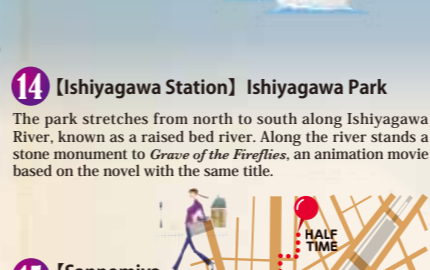 14 【Ishiyagawa Station】 Ishiyagawa Park
The park stretches from north to south along Ishiyagawa
River, known as a raised bed river. Along the river stands a
stone monument to Grave of the Fireflies, an animation movie
based on the novel with the same title.
HALF
TIME
【Sannomiya